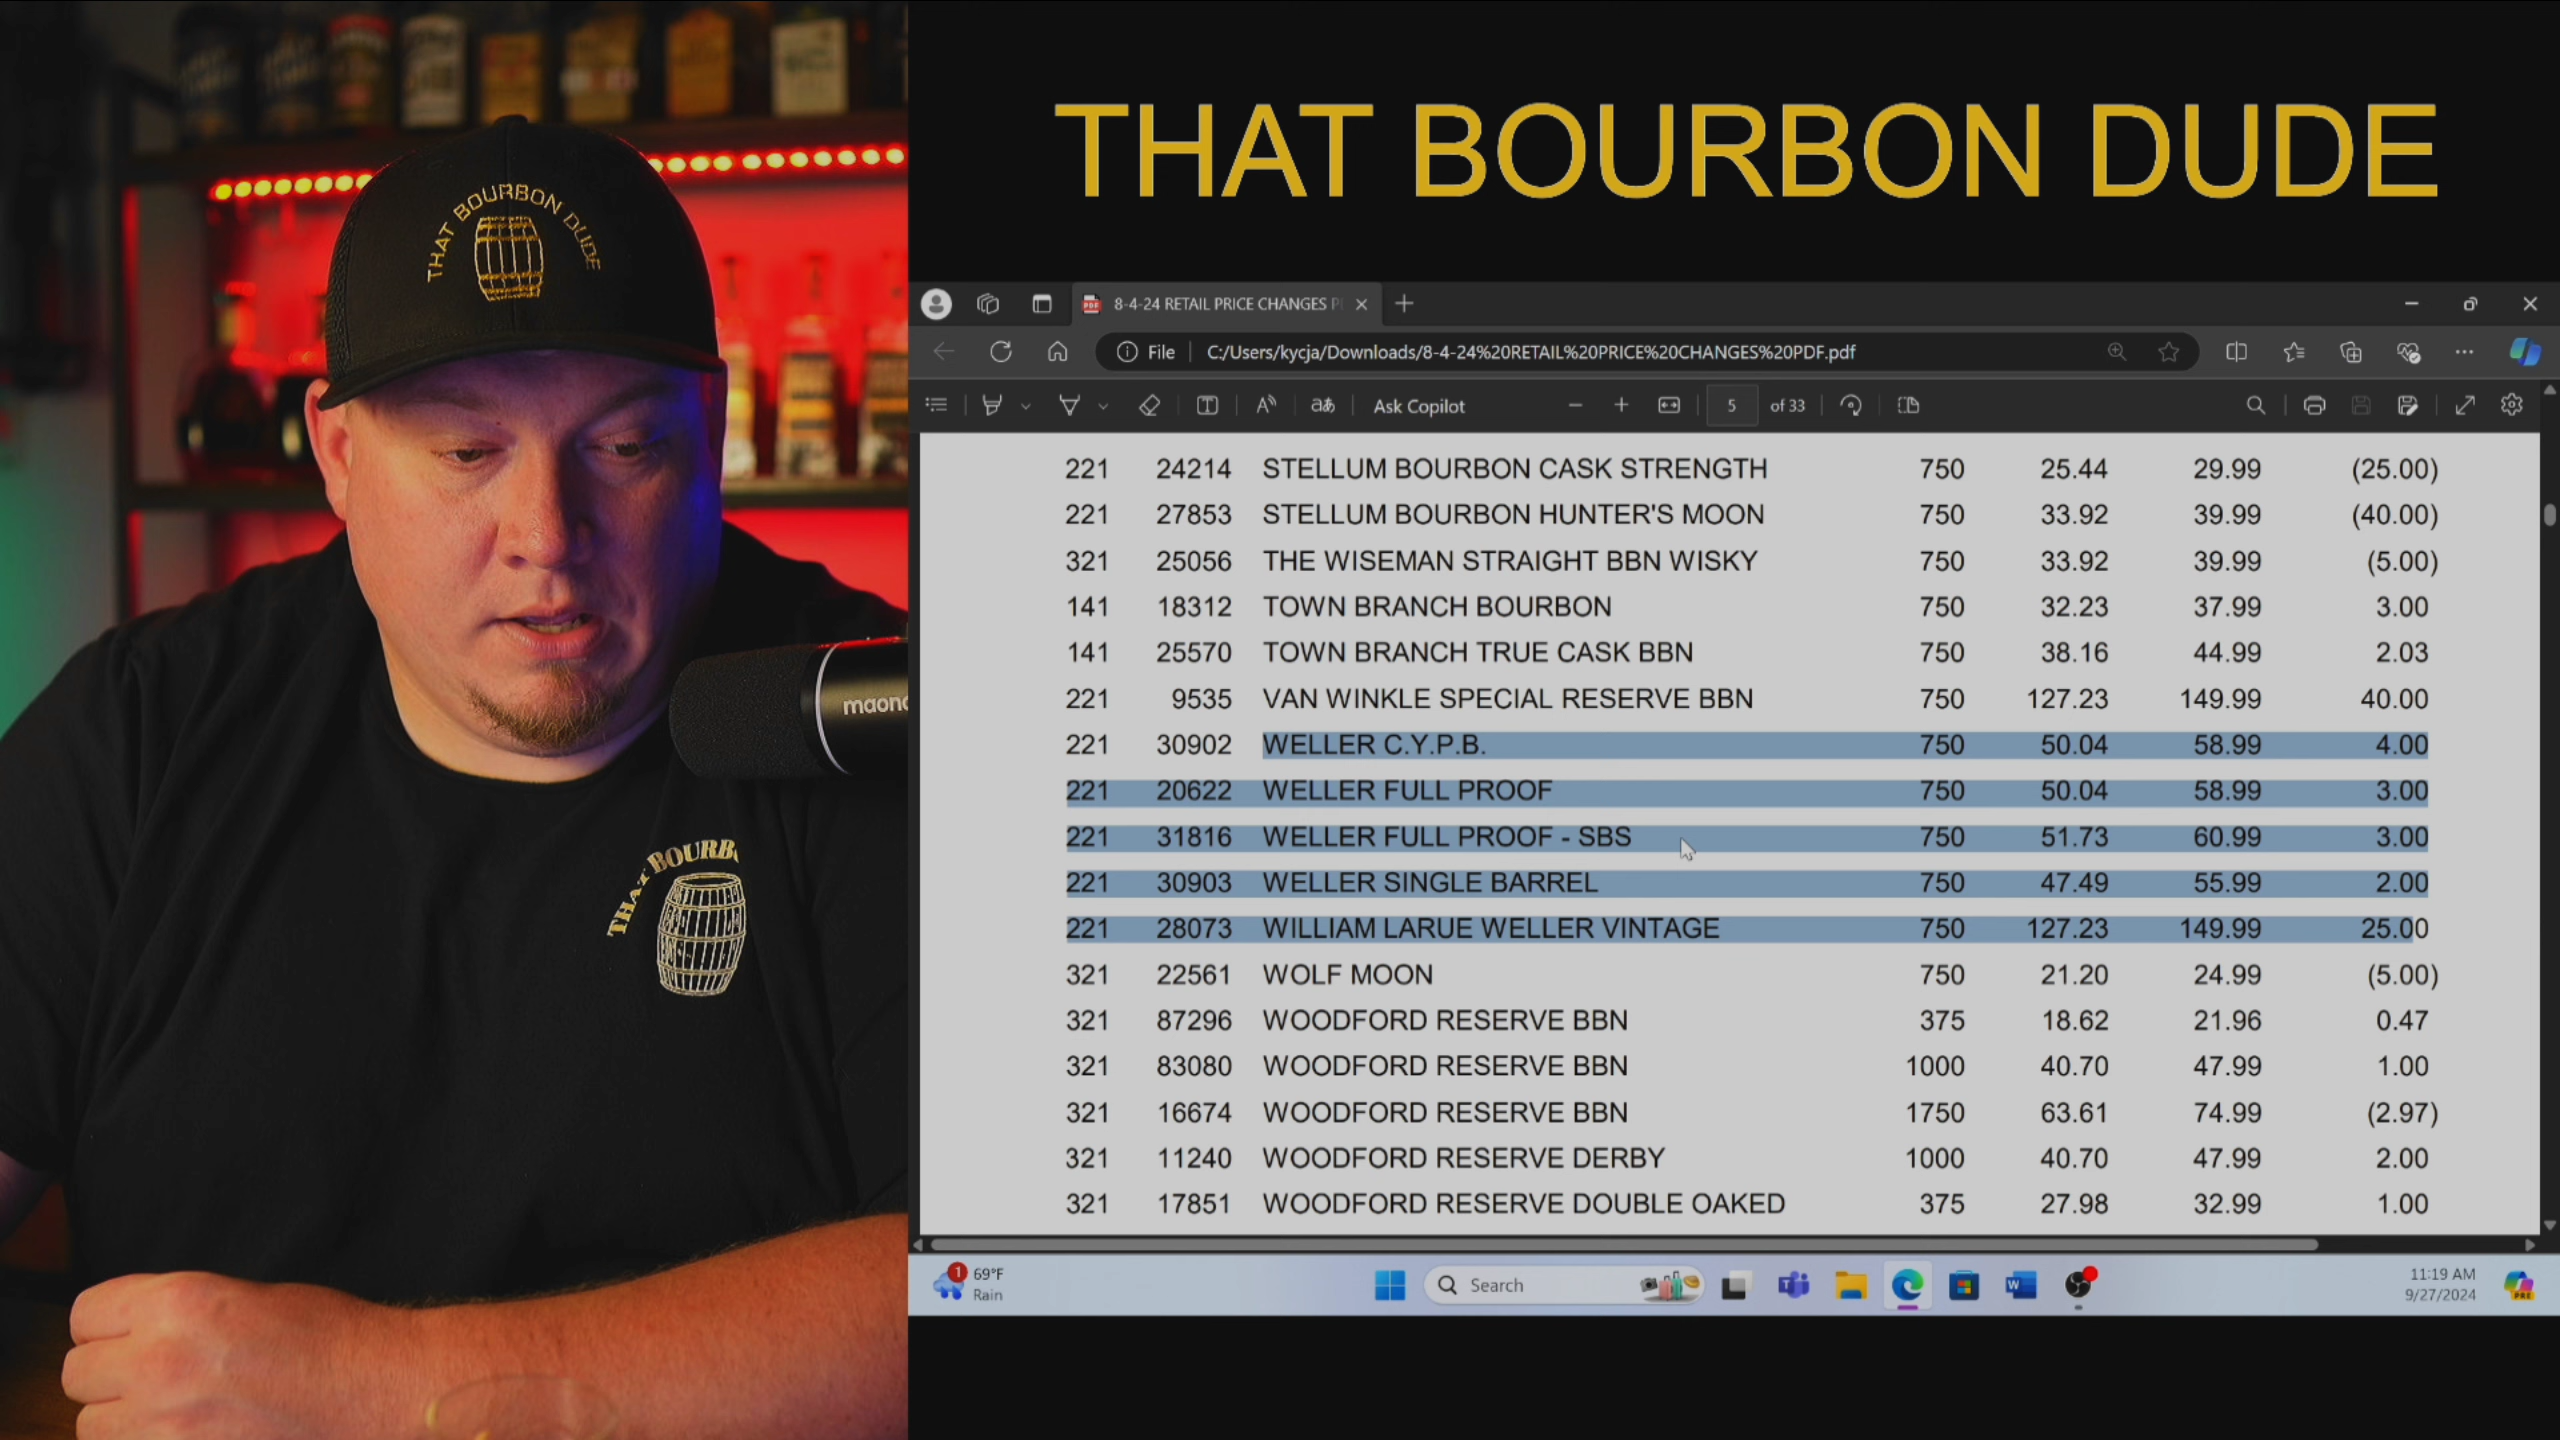 THAT BOURBON DUDE
THAT BOURBON DUDE
THAT BOURB
maono
8-4-24 RETAIL PRICE CHANGES P
File C:/Users/kycja/Downloads/8-4-24%20RETAIL%20PRICE%20CHANGES%20PDF.pdf
Ask Copilot 5 of 33
221 24214 STELLUM BOURBON CASK STRENGTH 750 25.44 29.99 (25.00)
221 27853 STELLUM BOURBON HUNTER'S MOON 750 33.92 39.99 (40.00)
321 25056 THE WISEMAN STRAIGHT BBN WISKY 750 33.92 39.99 (5.00)
141 18312 TOWN BRANCH BOURBON 750 32.23 37.99 3.00
141 25570 TOWN BRANCH TRUE CASK BBN 750 38.16 44.99 2.03
221 9535 VAN WINKLE SPECIAL RESERVE BBN 750 127.23 149.99 40.00
221 30902 WELLER C.Y.P.B. 750 50.04 58.99 4.00
221 20622 WELLER FULL PROOF 750 50.04 58.99 3.00
221 31816 WELLER FULL PROOF - SBS 750 51.73 60.99 3.00
221 30903 WELLER SINGLE BARREL 750 47.49 55.99 2.00
221 28073 WILLIAM LARUE WELLER VINTAGE 750 127.23 149.99 25.00
321 22561 WOLF MOON 750 21.20 24.99 (5.00)
321 87296 WOODFORD RESERVE BBN 375 18.62 21.96 0.47
321 83080 WOODFORD RESERVE BBN 1000 40.70 47.99 1.00
321 16674 WOODFORD RESERVE BBN 1750 63.61 74.99 (2.97)
321 11240 WOODFORD RESERVE DERBY 1000 40.70 47.99 2.00
321 17851 WOODFORD RESERVE DOUBLE OAKED 375 27.98 32.99 1.00
1 69°F
Rain
Search
11:19 AM
9/27/2024
PRE